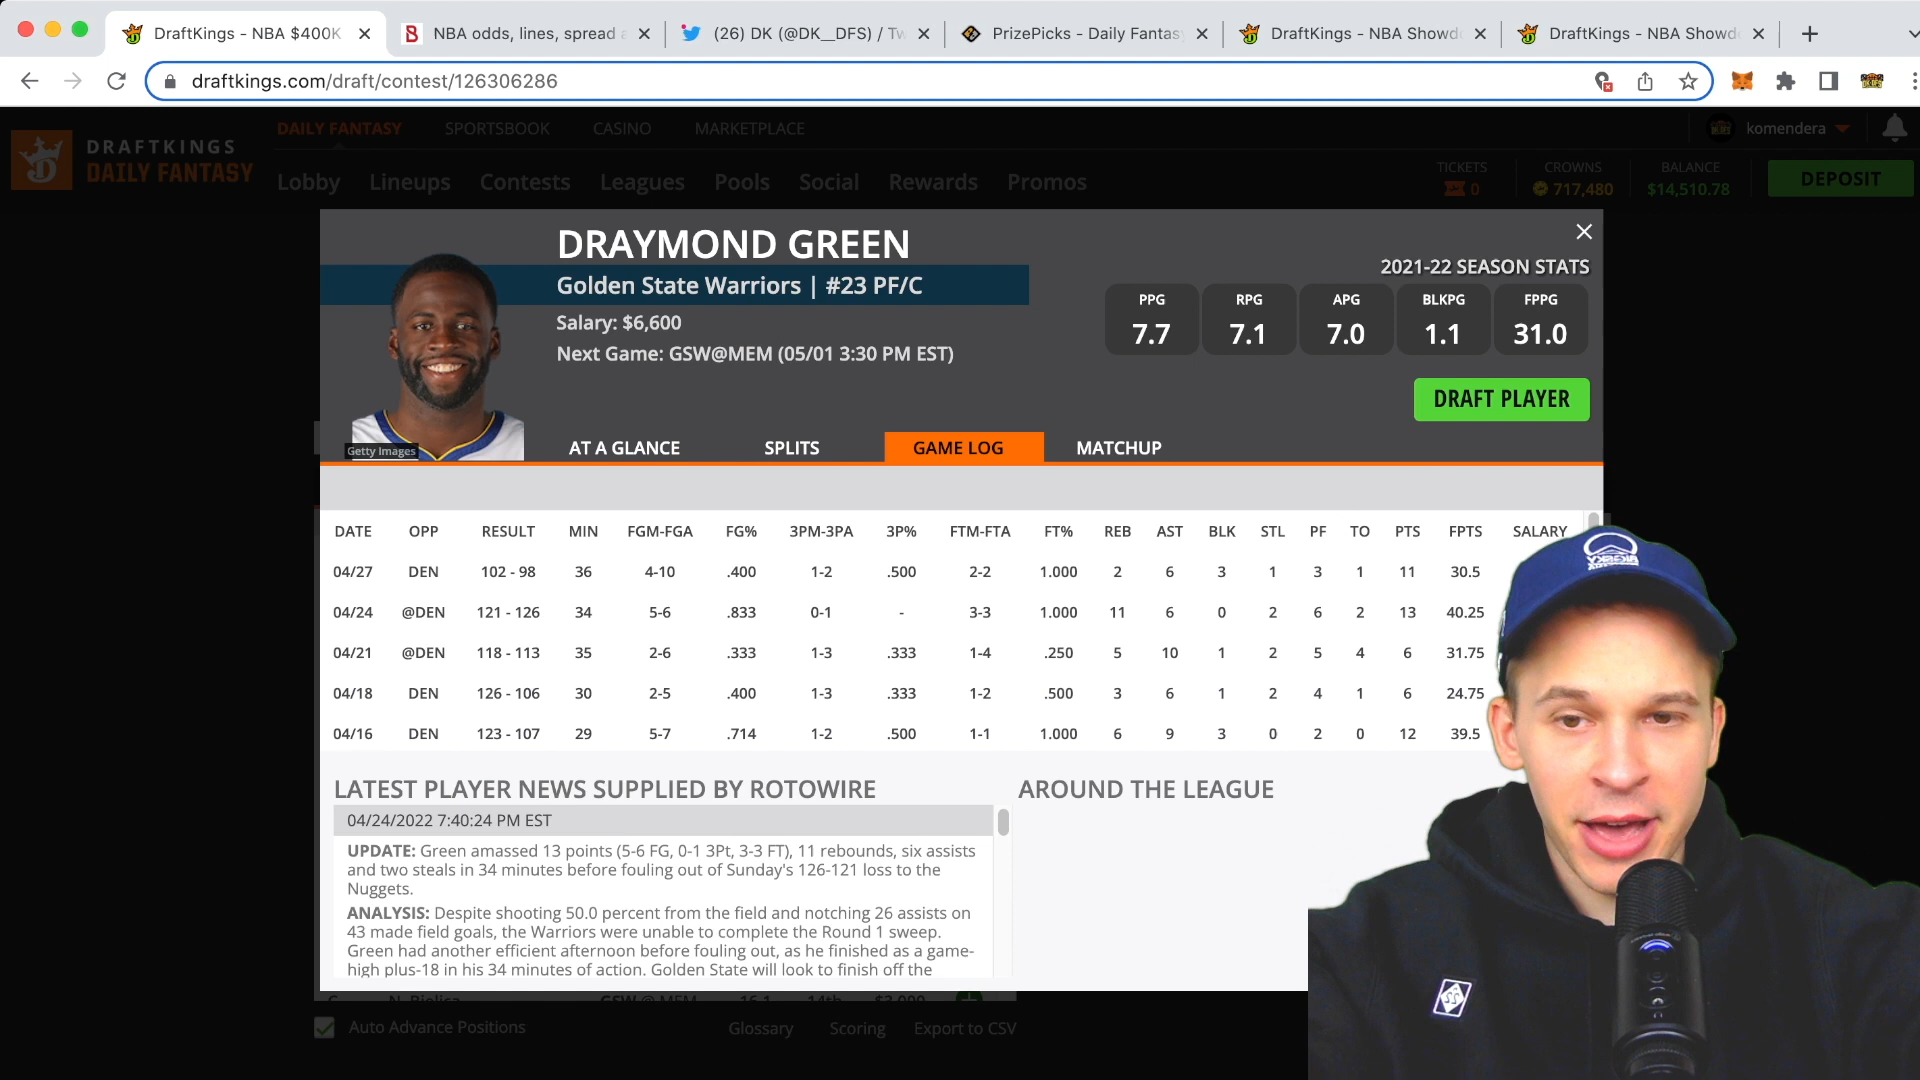 DraftKings - NBA $400K
NBA odds, lines, spread a
(26) DK (@DK__DFS) / Tw
PrizePicks - Daily Fantasy
DraftKings - NBA Showd
DraftKings - NBA Showd
draftkings.com/draft/contest/126306286
DRAFTKINGS
DAILY FANTASY
DAILY FANTASY SPORTSBOOK CASINO MARKETPLACE
komendera
Lobby Lineups Contests Leagues Pools Social Rewards Promos
TICKETS CROWNS BALANCE
0 717,480 $14,510.78
DEPOSIT
DRAYMOND GREEN
Golden State Warriors | #23 PF/C
Salary: $6,600
Next Game: GSW@MEM (05/01 3:30 PM EST)
Getty Images
2021-22 SEASON STATS
PPG RPG APG BLKPG FPPG
7.7 7.1 7.0 1.1 31.0
DRAFT PLAYER
AT A GLANCE SPLITS GAME LOG MATCHUP
DATE OPP RESULT MIN FGM-FGA FG% 3PM-3PA 3P% FTM-FTA FT% REB AST BLK STL PF TO PTS FPTS SALARY
04/27 DEN 102 - 98 36 4-10 .400 1-2 .500 2-2 1.000 2 6 3 1 3 1 11 30.5
04/24 @DEN 121 - 126 34 5-6 .833 0-1 - 3-3 1.000 11 6 0 2 6 2 13 40.25
04/21 @DEN 118 - 113 35 2-6 .333 1-3 .333 1-4 .250 5 10 1 2 5 4 6 31.75
04/18 DEN 126 - 106 30 2-5 .400 1-3 .333 1-2 .500 3 6 1 2 4 1 6 24.75
04/16 DEN 123 - 107 29 5-7 .714 1-2 .500 1-1 1.000 6 9 3 0 2 0 12 39.5
LATEST PLAYER NEWS SUPPLIED BY ROTOWIRE
04/24/2022 7:40:24 PM EST
UPDATE: Green amassed 13 points (5-6 FG, 0-1 3Pt, 3-3 FT), 11 rebounds, six assists
and two steals in 34 minutes before fouling out of Sunday's 126-121 loss to the
Nuggets.
ANALYSIS: Despite shooting 50.0 percent from the field and notching 26 assists on
43 made field goals, the Warriors were unable to complete the Round 1 sweep.
Green had another efficient afternoon before fouling out, as he finished as a game-
high plus-18 in his 34 minutes of action. Golden State will look to finish off the
AROUND THE LEAGUE
C N. Bjelica GSW @ MEM 16.1 14th $3,000
Auto Advance Positions
Glossary Scoring Export to CSV